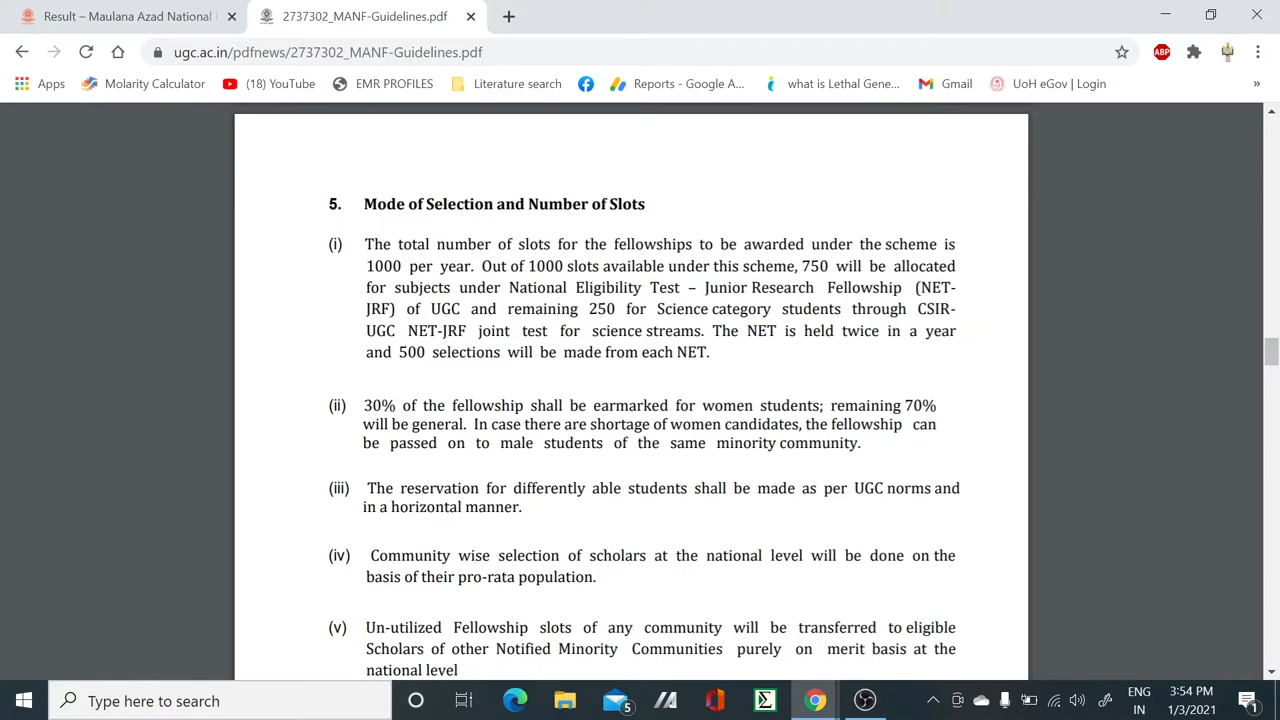 Result – Maulana Azad National
2737302_MANF-Guidelines.pdf
ugc.ac.in/pdfnews/2737302_MANF-Guidelines.pdf
ABP
Apps
Molarity Calculator
(18) YouTube
EMR PROFILES
Literature search
Reports - Google A...
what is Lethal Gene...
Gmail
UoH eGov | Login
»
5. Mode of Selection and Number of Slots
(i) The total number of slots for the fellowships to be awarded under the scheme is
1000 per year. Out of 1000 slots available under this scheme, 750 will be allocated
for subjects under National Eligibility Test – Junior Research Fellowship (NET-
JRF) of UGC and remaining 250 for Science category students through CSIR-
UGC NET-JRF joint test for science streams. The NET is held twice in a year
and 500 selections will be made from each NET.
(ii) 30% of the fellowship shall be earmarked for women students; remaining 70%
will be general. In case there are shortage of women candidates, the fellowship can
be passed on to male students of the same minority community.
(iii) The reservation for differently able students shall be made as per UGC norms and
in a horizontal manner.
(iv) Community wise selection of scholars at the national level will be done on the
basis of their pro-rata population.
(v) Un-utilized Fellowship slots of any community will be transferred to eligible
Scholars of other Notified Minority Communities purely on merit basis at the
national level
Type here to search
5
ENG
IN
3:54 PM
1/3/2021
1